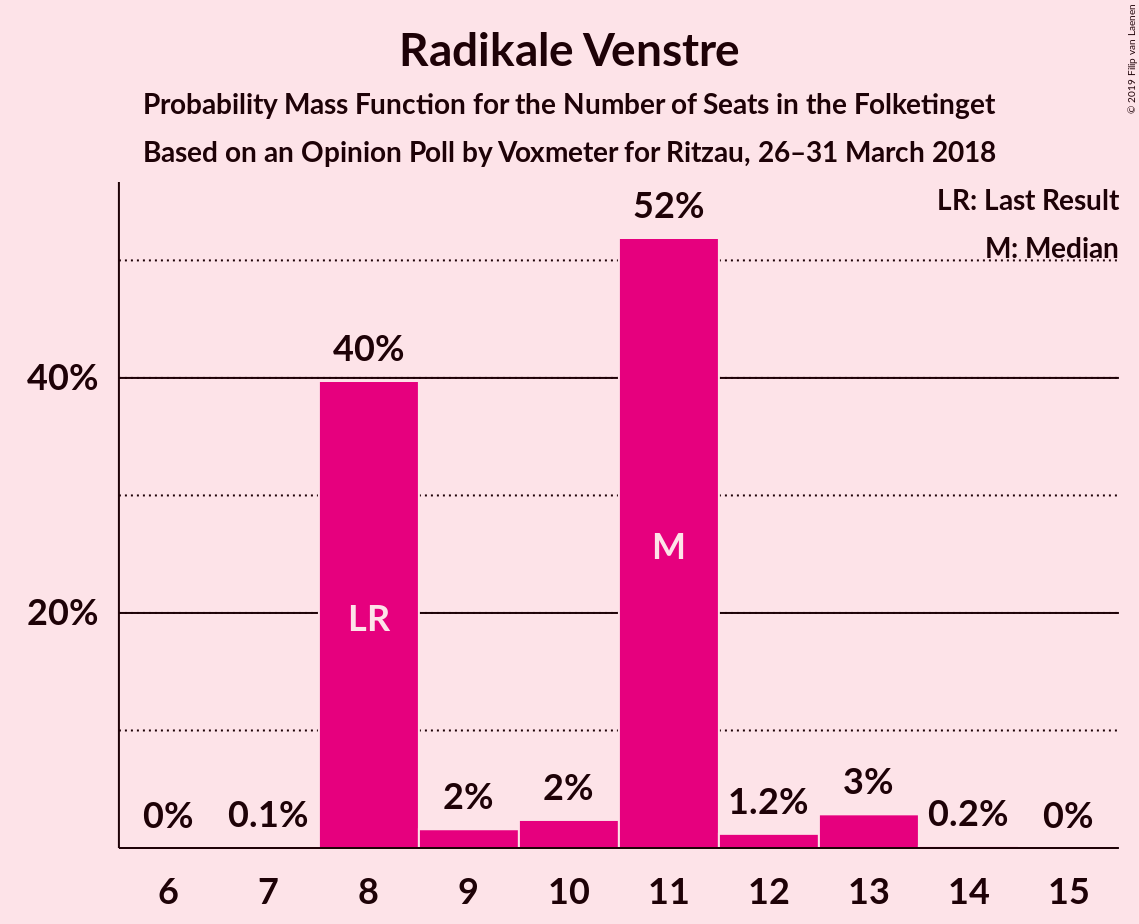 Radikale Venstre
Probability Mass Function for the Number of Seats in the Folketinget
Based on an Opinion Poll by Voxmeter for Ritzau, 26–31 March 2018
© 2019 Filip van Laenen
LR: Last Result
M: Median
52%
40%
40%
M
20%
LR
0%
0.1%
2%
2%
1.2%
3%
0.2%
0%
6 7 8 9 10 11 12 13 14 15